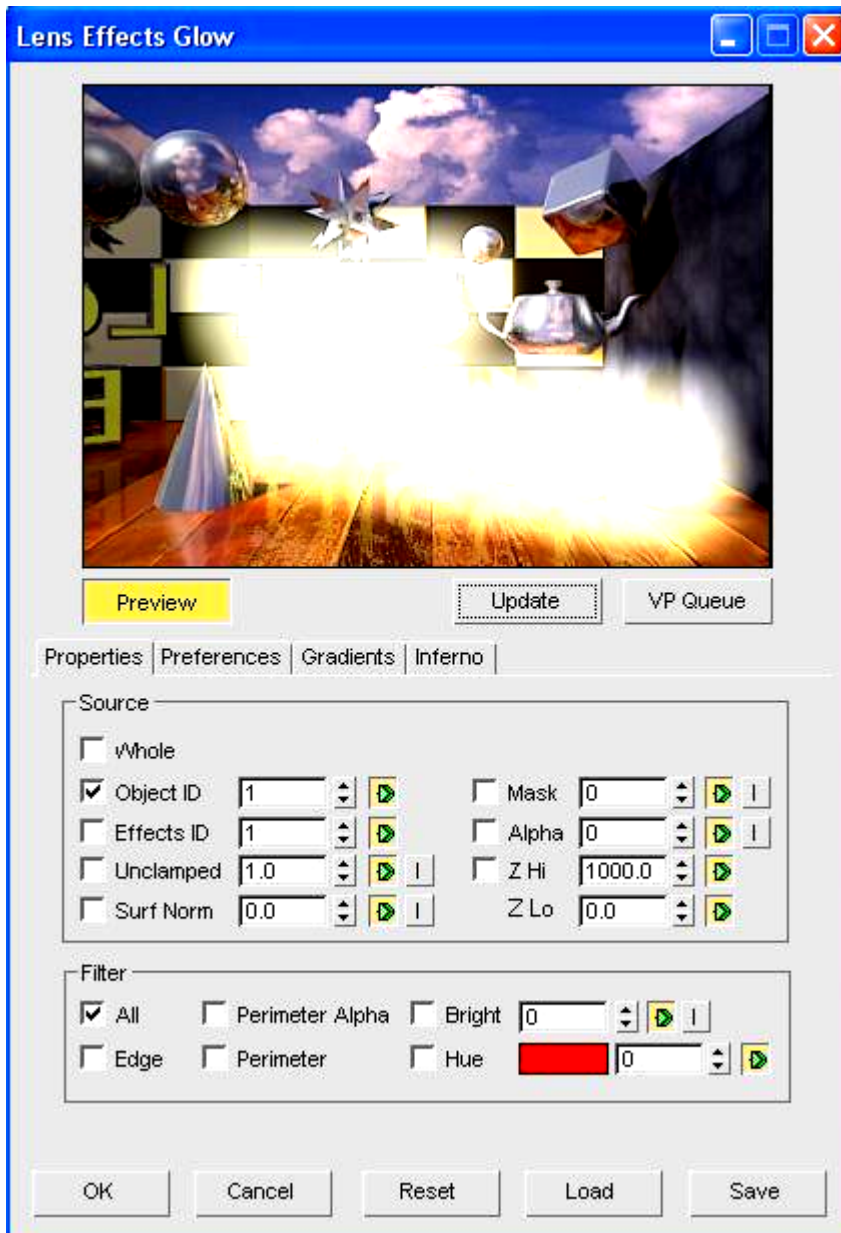 Lens Effects Glow
Preview Update VP Queue
Properties Preferences Gradients Inferno
Source
Whole
Object ID 1 Mask 0 I
Effects ID 1 Alpha 0 I
Unclamped 1.0 I Z Hi 1000.0
Surf Norm 0.0 I Z Lo 0.0
Filter
All Perimeter Alpha Bright 0 I
Edge Perimeter Hue 0
OK Cancel Reset Load Save